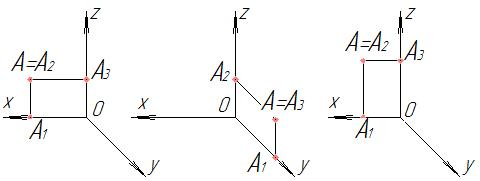 z
A=A2 A3
x A1 O
y
z
A2
x O A=A3
A1 y
z
A=A2 A3
x A1 O
y